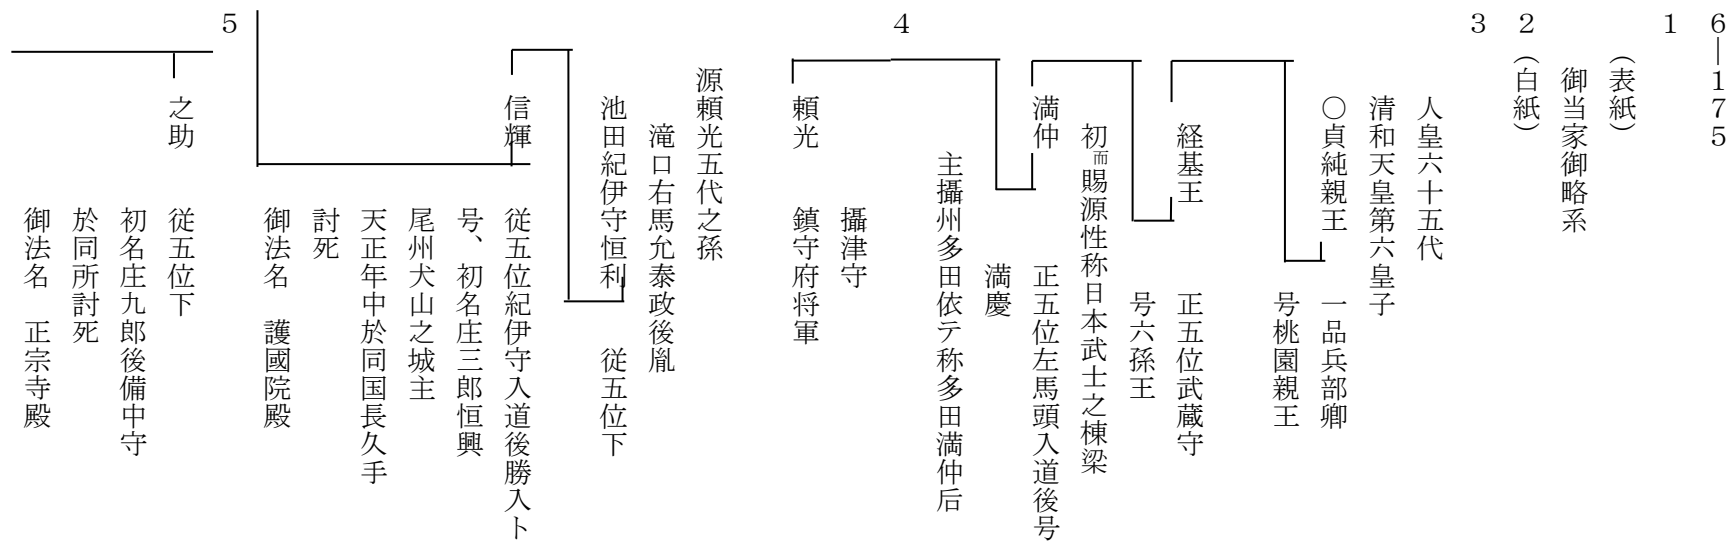 6―175
1
(表紙)
御当家御略系
2(白紙)
3
人皇六十五代
清和天皇第六皇子
○貞純親王 一品兵部卿
号桃園親王
経基王 正五位武蔵守
号六孫王
初而賜源性称日本武士之棟梁
満仲 正五位左馬頭入道後号
満慶
主攝州多田依テ称多田満仲后
4
攝津守
頼光 鎮守府将軍
源頼光五代之孫
滝口右馬允泰政後胤
池田紀伊守恒利 従五位下
信輝 従五位紀伊守入道後勝入ト
号、初名庄三郎恒興
尾州犬山之城主
天正年中於同国長久手
討死
御法名 護國院殿
5
之助 従五位下
初名庄九郎後備中守
於同所討死
御法名 正宗寺殿